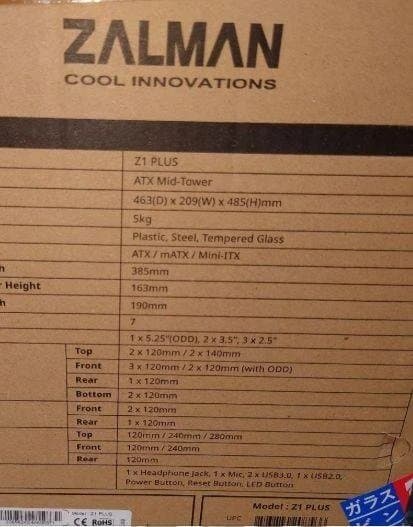 ZALMAN
COOL INNOVATIONS
Z1 PLUS
ATX Mid-Tower
463(D) x 209(W) x 485(H)mm
5kg
Plastic, Steel, Tempered Glass
ATX / mATX / Mini-ITX
h 385mm
r Height 163mm
h 190mm
7
1 x 5.25"(ODD), 2 x 3.5", 3 x 2.5"
Top 2 x 120mm / 2 x 140mm
Front 3 x 120mm / 2 x 120mm (with ODD)
Rear 1 x 120mm
Bottom 2 x 120mm
Front 2 x 120mm
Rear 1 x 120mm
Top 120mm / 240mm / 280mm
Front 120mm / 240mm
Rear 120mm
1 x Headphone Jack, 1 x Mic, 2 x USB3.0, 1 x USB2.0,
Power Button, Reset Button, LED Button
Model : Z1 PLUS
CE RoHS
Model : Z1 PLUS
UPC
ガラス